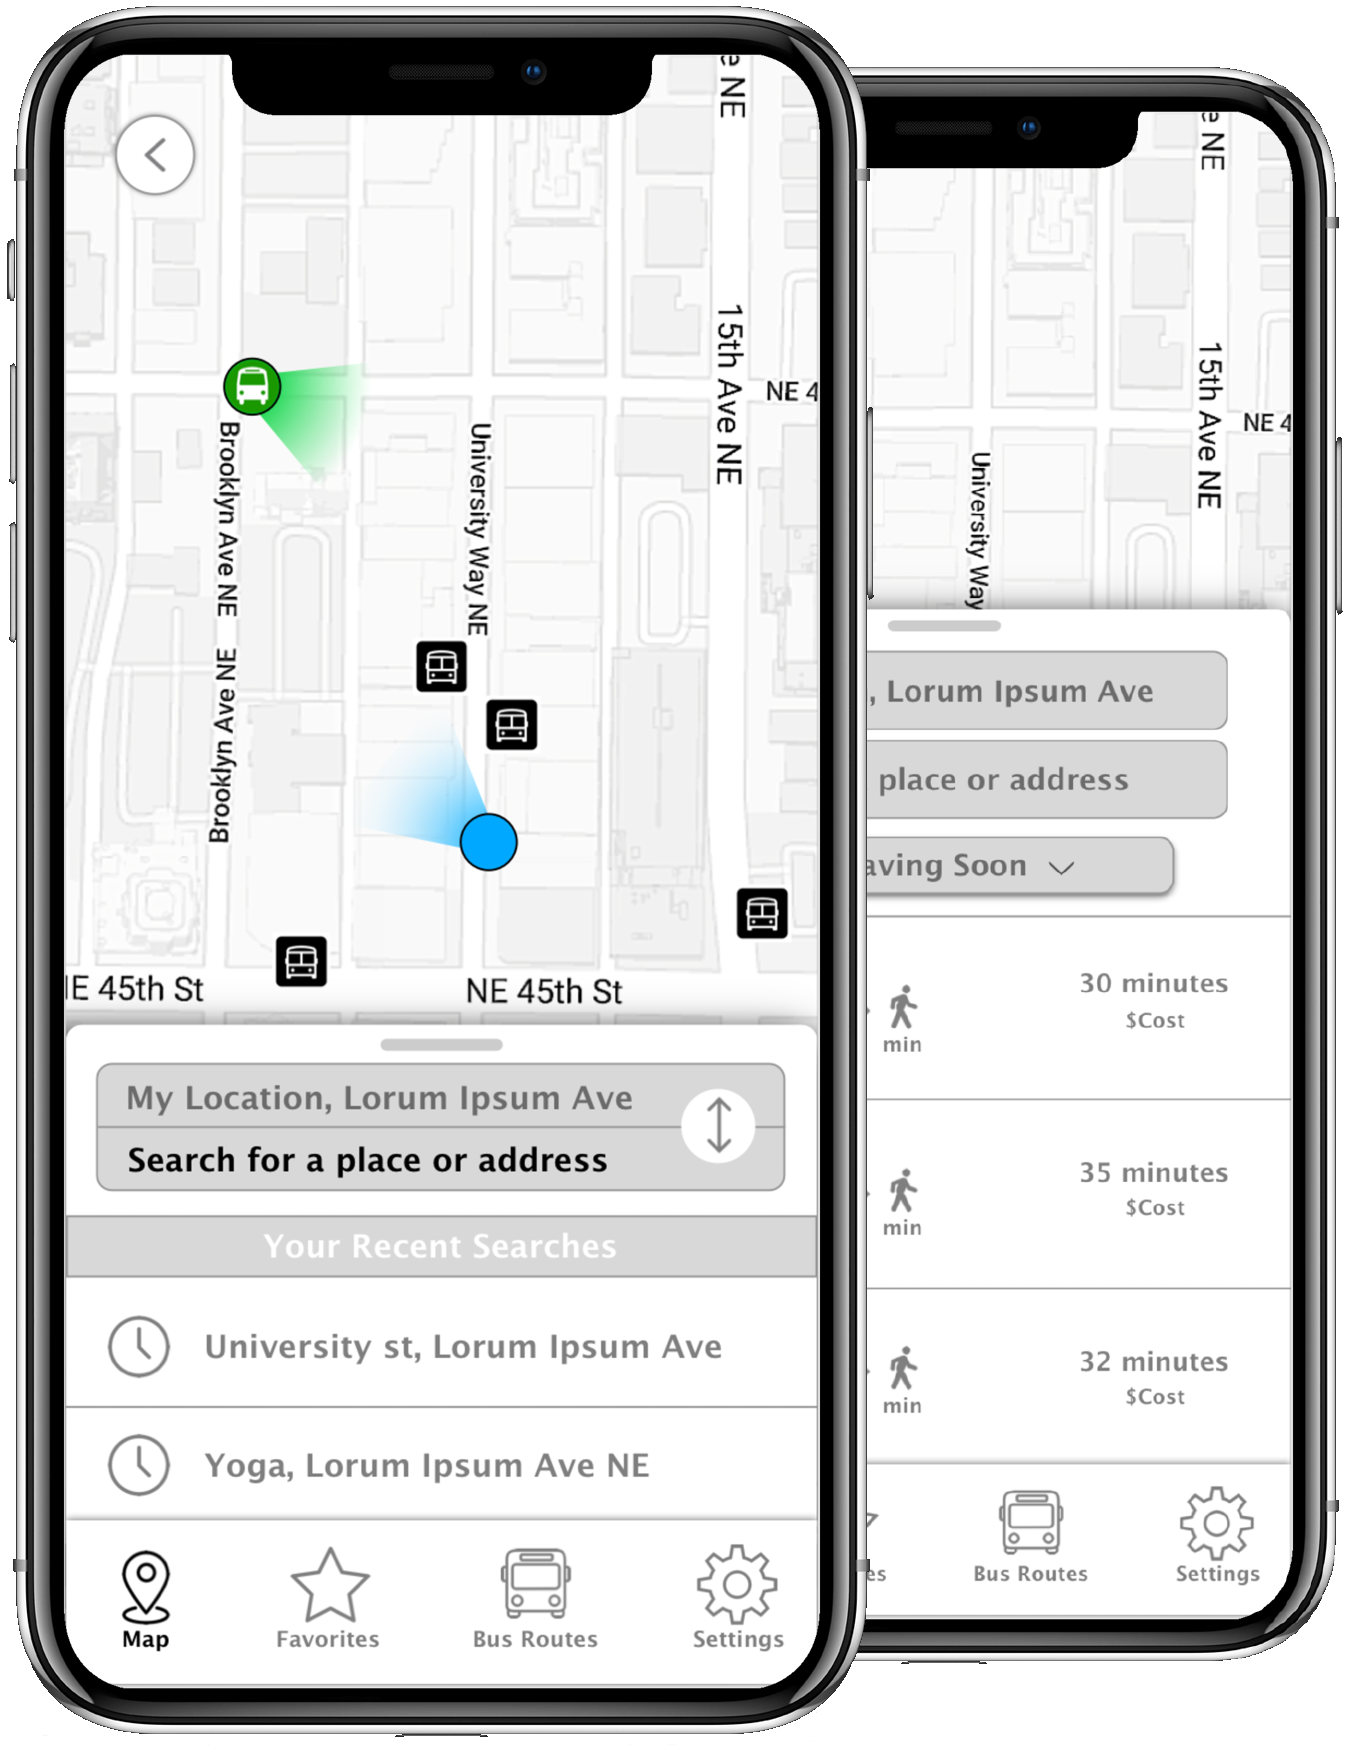 e NE
15th Ave NE
NE 4
Brooklyn Ave NE
University Way NE
Brooklyn Ave NE
NE 45th St
NE 45th St
My Location, Lorum Ipsum Ave
Search for a place or address
Your Recent Searches
University st, Lorum Ipsum Ave
Yoga, Lorum Ipsum Ave NE
Map
Favorites
Bus Routes
Settings
e NE
15th Ave NE
NE 4
University Way
, Lorum Ipsum Ave
place or address
aving Soon
30 minutes
$Cost
min
35 minutes
$Cost
min
32 minutes
$Cost
min
es
Bus Routes
Settings